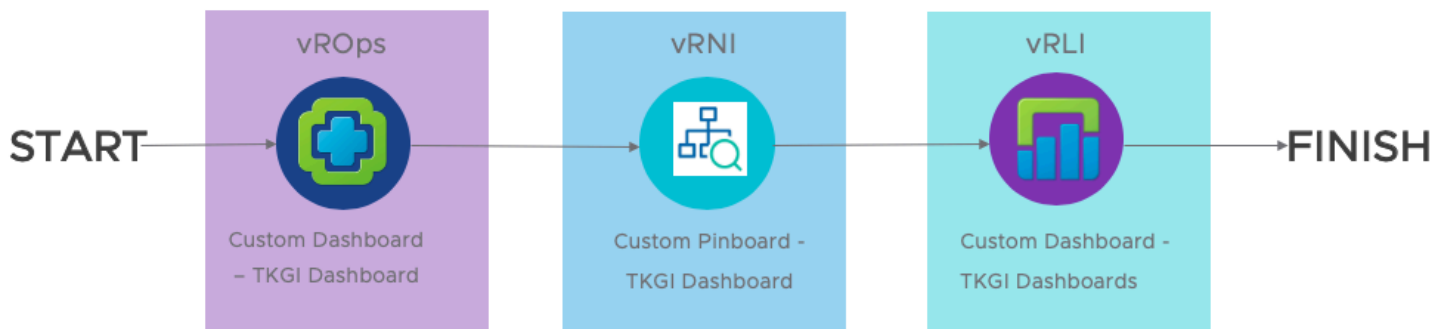 vROps
vRNI
vRLI
START
FINISH
Custom Dashboard
– TKGI Dashboard
Custom Pinboard -
TKGI Dashboard
Custom Dashboard -
TKGI Dashboards